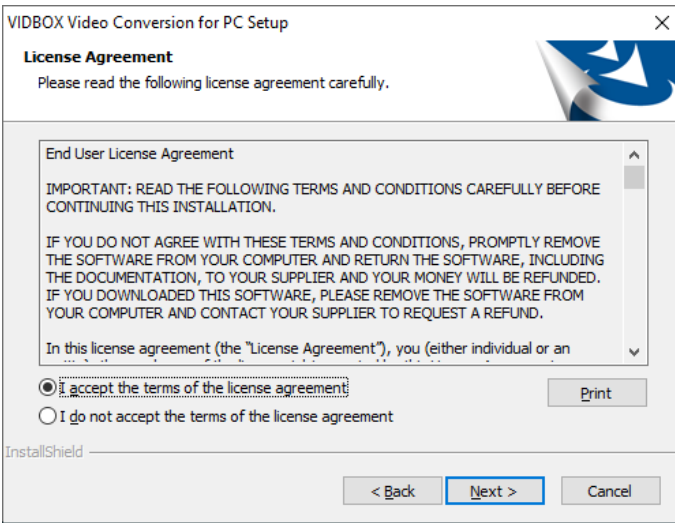 VIDBOX Video Conversion for PC Setup
License Agreement
Please read the following license agreement carefully.
End User License Agreement
IMPORTANT: READ THE FOLLOWING TERMS AND CONDITIONS CAREFULLY BEFORE
CONTINUING THIS INSTALLATION.
IF YOU DO NOT AGREE WITH THESE TERMS AND CONDITIONS, PROMPTLY REMOVE
THE SOFTWARE FROM YOUR COMPUTER AND RETURN THE SOFTWARE, INCLUDING
THE DOCUMENTATION, TO YOUR SUPPLIER AND YOUR MONEY WILL BE REFUNDED.
IF YOU DOWNLOADED THIS SOFTWARE, PLEASE REMOVE THE SOFTWARE FROM
YOUR COMPUTER AND CONTACT YOUR SUPPLIER TO REQUEST A REFUND.
In this license agreement (the “License Agreement”), you (either individual or an
I accept the terms of the license agreement
Print
I do not accept the terms of the license agreement
InstallShield
< Back
Next >
Cancel